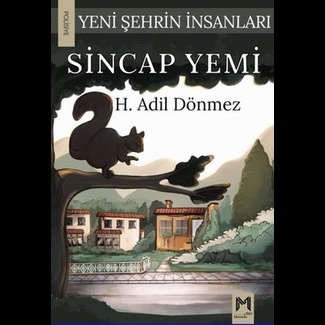 POLİSİYE
YENİ ŞEHRİN İNSANLARI
SİNCAP YEMİ
H. Adil Dönmez
M